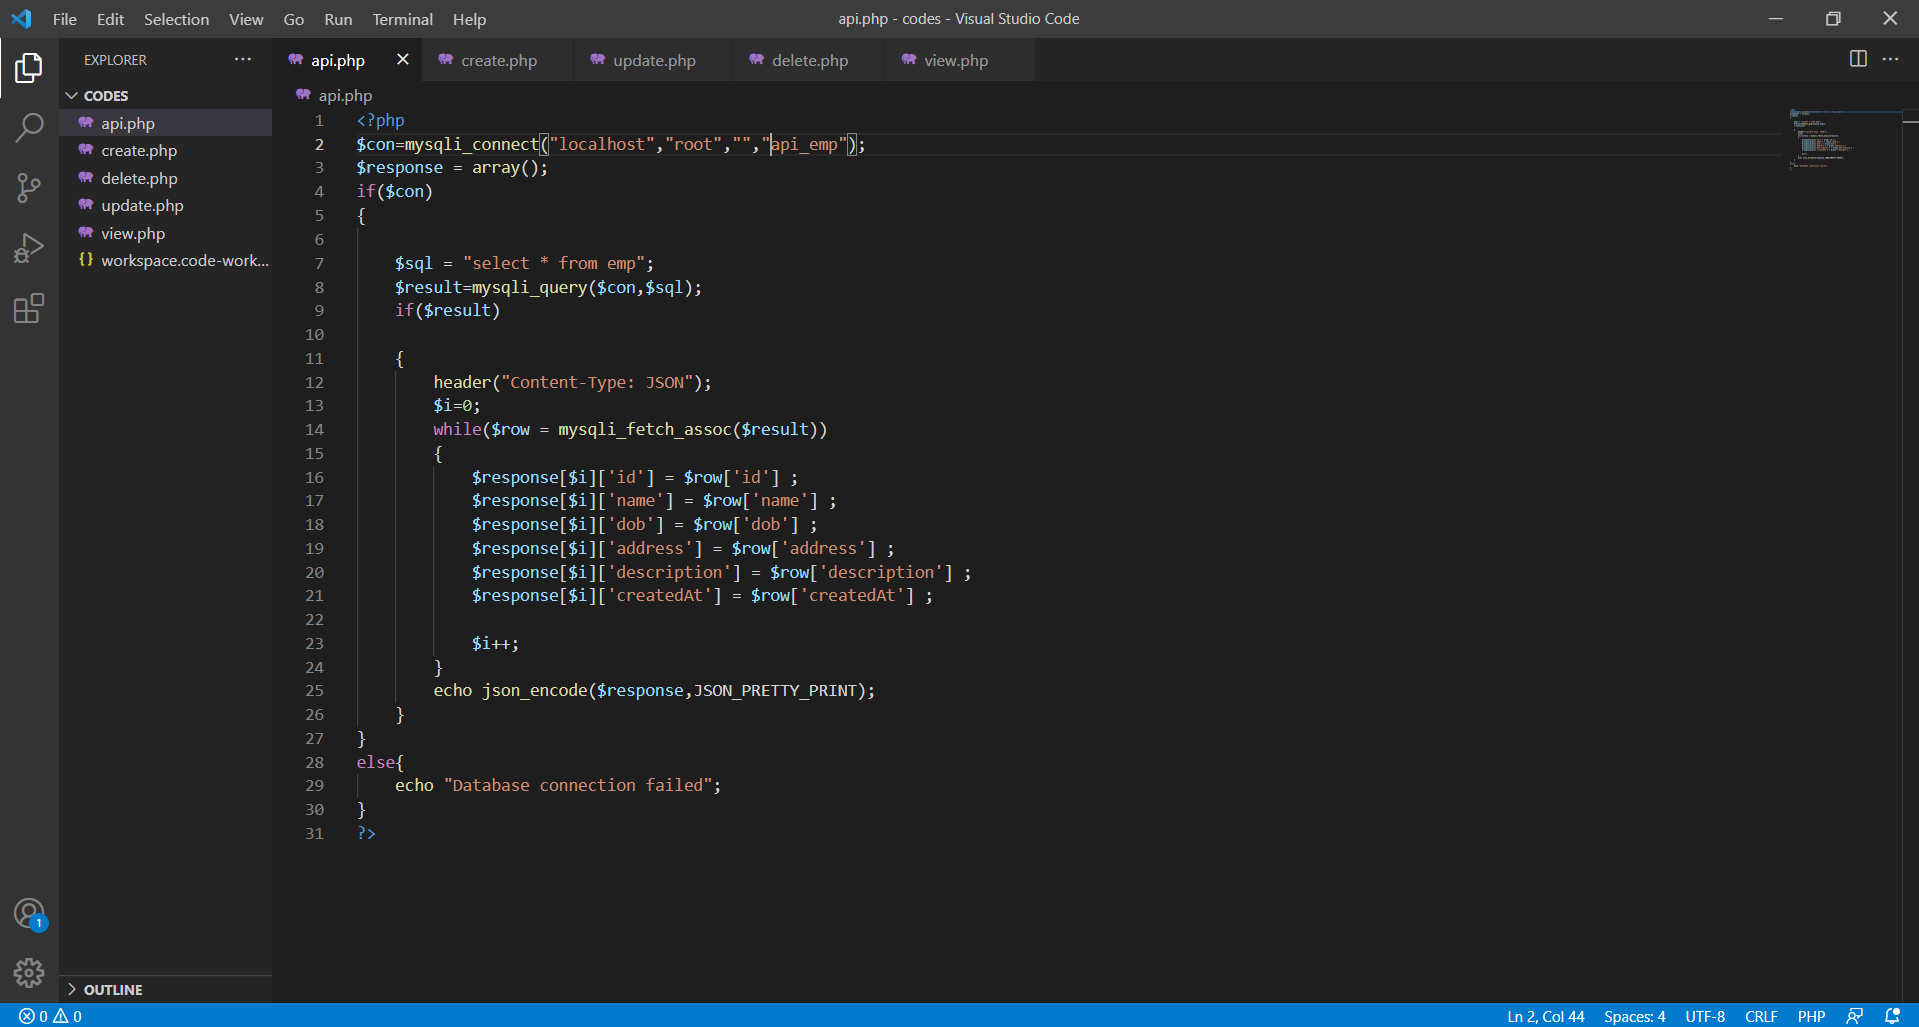 File Edit Selection View Go Run Terminal Help
api.php - codes - Visual Studio Code
EXPLORER
api.php
create.php
update.php
delete.php
view.php
CODES
api.php
create.php
delete.php
update.php
view.php
{} workspace.code-work...
api.php
1 <?php
2 $con=mysqli_connect("localhost","root","","api_emp");
3 $response = array();
4 if($con)
5 {
6
7 $sql = "select * from emp";
8 $result=mysqli_query($con,$sql);
9 if($result)
10
11 {
12 header("Content-Type: JSON");
13 $i=0;
14 while($row = mysqli_fetch_assoc($result))
15 {
16 $response[$i]['id'] = $row['id'] ;
17 $response[$i]['name'] = $row['name'] ;
18 $response[$i]['dob'] = $row['dob'] ;
19 $response[$i]['address'] = $row['address'] ;
20 $response[$i]['description'] = $row['description'] ;
21 $response[$i]['createdAt'] = $row['createdAt'] ;
22
23 $i++;
24 }
25 echo json_encode($response,JSON_PRETTY_PRINT);
26 }
27 }
28 else{
29 echo "Database connection failed";
30 }
31 ?>
1
OUTLINE
0 0
Ln 2, Col 44 Spaces: 4 UTF-8 CRLF PHP